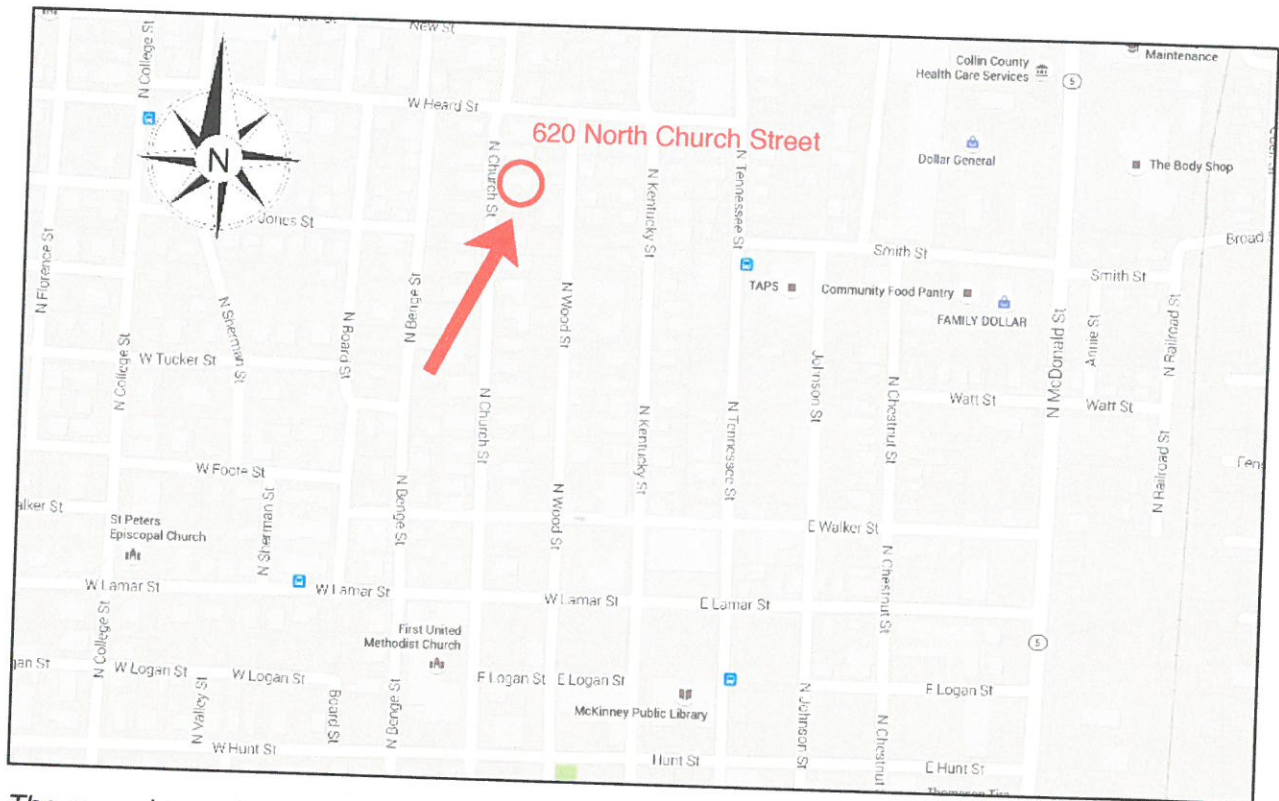 New St
N College St
Collin County
Health Care Services
5
Maintenance
W Heard St
620 North Church Street
N
N Church St
N Kentucky St
N Tennessee St
Dollar General
The Body Shop
Jones St
Smith St
Broad
Smith St
N Florence St
N Sherman St
N Board St
N Benge St
N Wood St
TAPS
Community Food Pantry
FAMILY DOLLAR
N McDonald St
Annie St
N Railroad St
W Tucker St
N College St
Johnson St
N Chestnut St
Watt St
Watt St
N Church St
N Kentucky St
N Tennessee St
N Railroad St
W Foote St
N Sherman St
N Benge St
N Wood St
E Walker St
alker St
St Peters
Episcopal Church
N Chestnut St
W Lamar St
W Lamar St
W Lamar St
E Lamar St
N College St
First United
Methodist Church
5
an St
W Logan St
W Logan St
E Logan St
E Logan St
E Logan St
N Valley St
Board St
N Benge St
McKinney Public Library
N Johnson St
N Chestnut
W Hunt St
Hunt St
E Hunt St